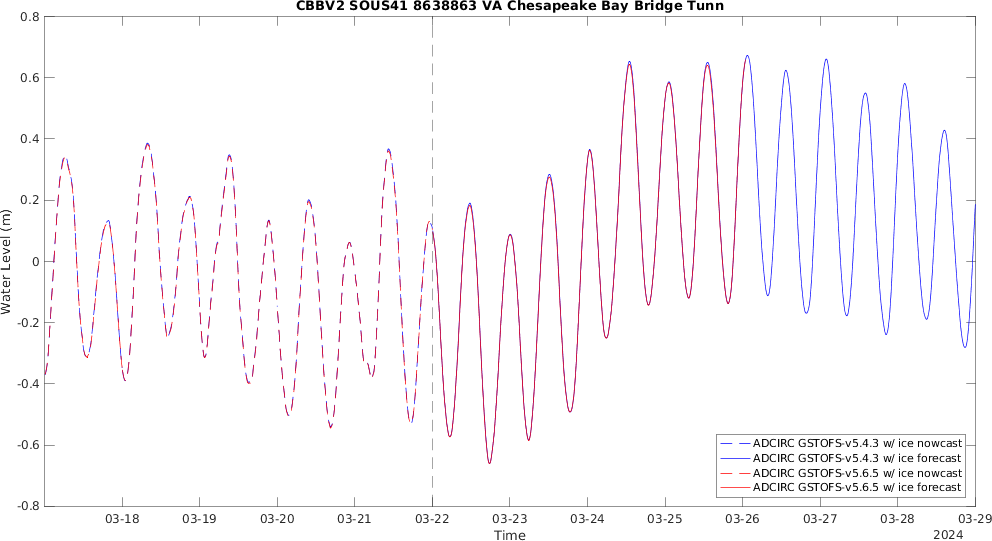 CBBV2 SOUS41 8638863 VA Chesapeake Bay Bridge Tunn
0.8
0.6
0.4
0.2
0
-0.2
-0.4
-0.6
-0.8
Water Level (m)
ADCIRC GSTOFS-v5.4.3 w/ ice nowcast
ADCIRC GSTOFS-v5.4.3 w/ ice forecast
ADCIRC GSTOFS-v5.6.5 w/ ice nowcast
ADCIRC GSTOFS-v5.6.5 w/ ice forecast
03-18 03-19 03-20 03-21 03-22 03-23 03-24 03-25 03-26 03-27 03-28 03-29
Time
2024